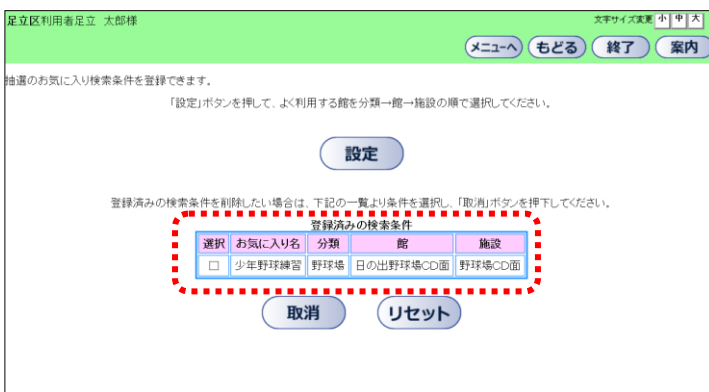 足立区利用者足立 太郎様
文字サイズ変更 小 中 大
メニューへ もどる 終了 案内
抽選のお気に入り検索条件を登録できます。
「設定」ボタンを押して、よく利用する館を分類→館→施設の順で選択してください。
設定
登録済みの検索条件を削除したい場合は、下記の一覧より条件を選択し、「取消」ボタンを押下してください。
登録済みの検索条件
選択 お気に入り名 分類 館 施設
少年野球練習 野球場 日の出野球場CD面 野球場CD面
取消 リセット